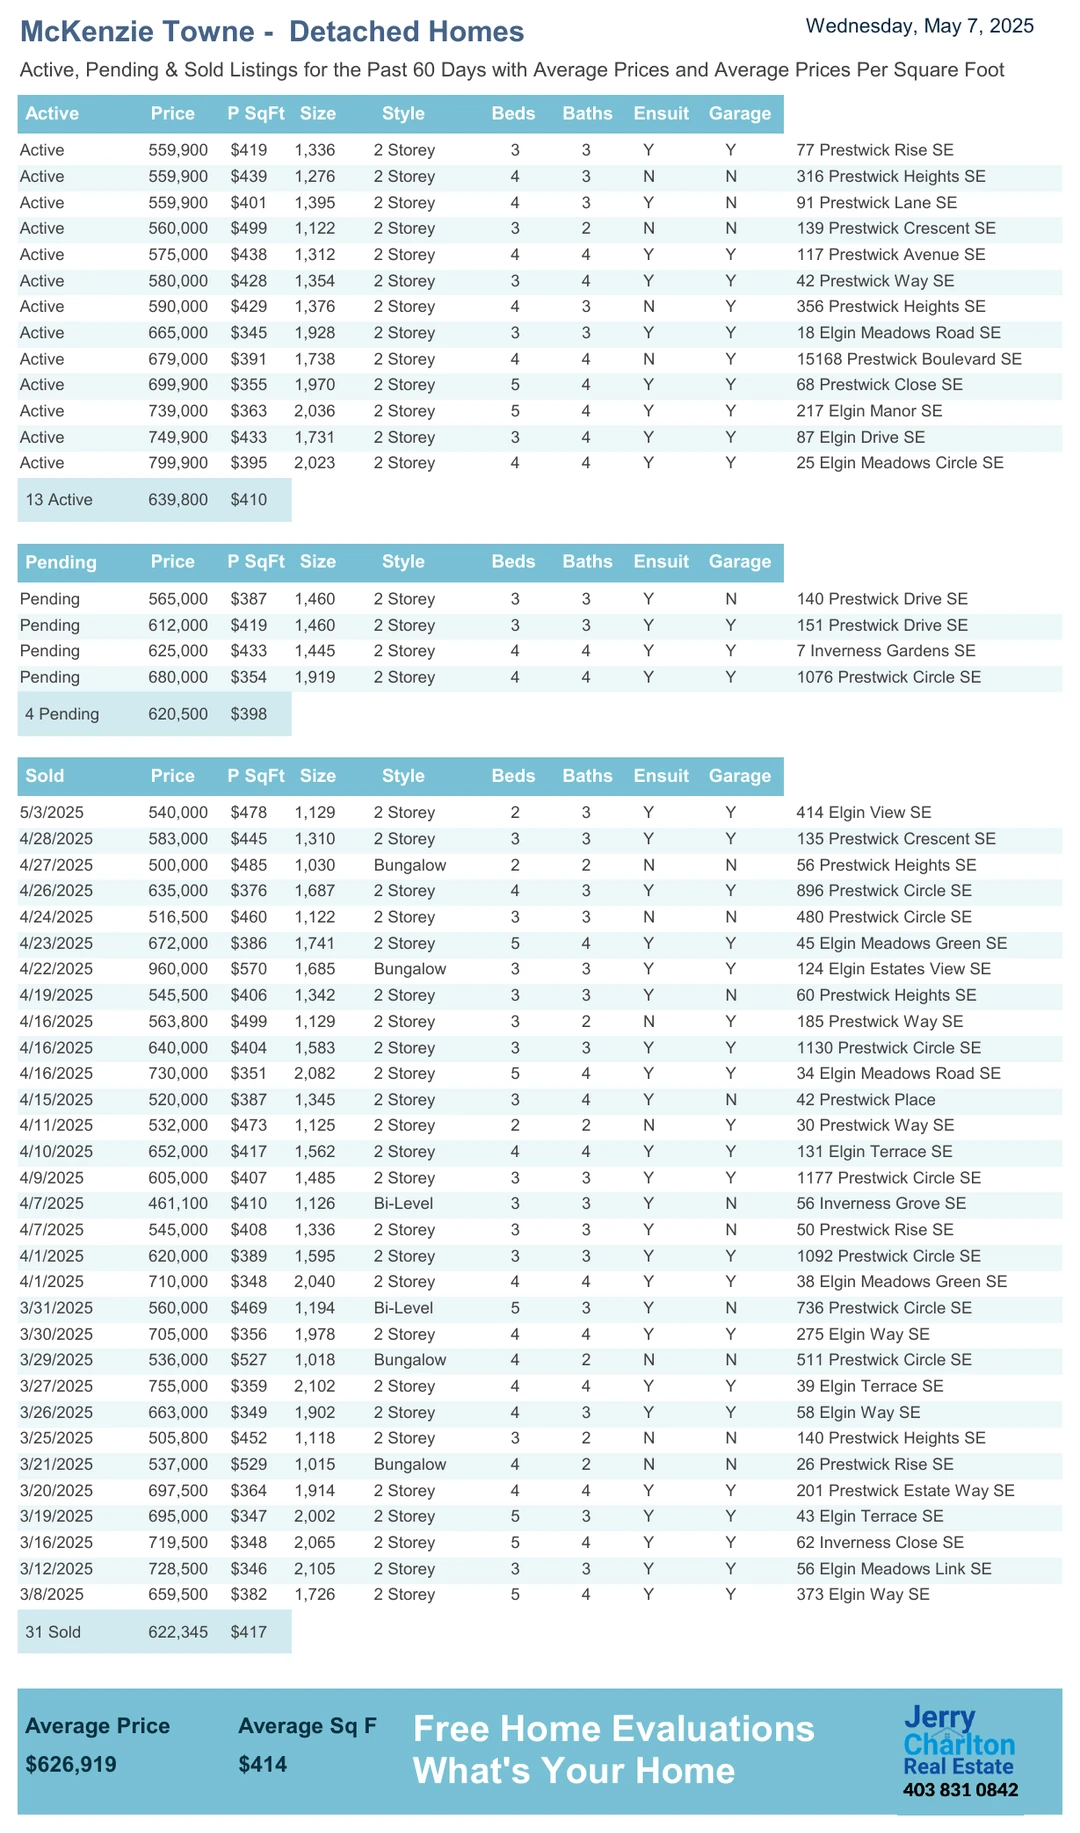 McKenzie Towne - Detached Homes
Wednesday, May 7, 2025
Active, Pending & Sold Listings for the Past 60 Days with Average Prices and Average Prices Per Square Foot
Active Price P SqFt Size Style Beds Baths Ensuit Garage
Active 559,900 $419 1,336 2 Storey 3 3 Y Y 77 Prestwick Rise SE
Active 559,900 $439 1,276 2 Storey 4 3 N N 316 Prestwick Heights SE
Active 559,900 $401 1,395 2 Storey 4 3 Y N 91 Prestwick Lane SE
Active 560,000 $499 1,122 2 Storey 3 2 N N 139 Prestwick Crescent SE
Active 575,000 $438 1,312 2 Storey 4 4 Y Y 117 Prestwick Avenue SE
Active 580,000 $428 1,354 2 Storey 3 4 Y Y 42 Prestwick Way SE
Active 590,000 $429 1,376 2 Storey 4 3 N Y 356 Prestwick Heights SE
Active 665,000 $345 1,928 2 Storey 3 3 Y Y 18 Elgin Meadows Road SE
Active 679,000 $391 1,738 2 Storey 4 4 N Y 15168 Prestwick Boulevard SE
Active 699,900 $355 1,970 2 Storey 5 4 Y Y 68 Prestwick Close SE
Active 739,000 $363 2,036 2 Storey 5 4 Y Y 217 Elgin Manor SE
Active 749,900 $433 1,731 2 Storey 3 4 Y Y 87 Elgin Drive SE
Active 799,900 $395 2,023 2 Storey 4 4 Y Y 25 Elgin Meadows Circle SE
13 Active 639,800 $410
Pending Price P SqFt Size Style Beds Baths Ensuit Garage
Pending 565,000 $387 1,460 2 Storey 3 3 Y N 140 Prestwick Drive SE
Pending 612,000 $419 1,460 2 Storey 3 3 Y Y 151 Prestwick Drive SE
Pending 625,000 $433 1,445 2 Storey 4 4 Y Y 7 Inverness Gardens SE
Pending 680,000 $354 1,919 2 Storey 4 4 Y Y 1076 Prestwick Circle SE
4 Pending 620,500 $398
Sold Price P SqFt Size Style Beds Baths Ensuit Garage
5/3/2025 540,000 $478 1,129 2 Storey 2 3 Y Y 414 Elgin View SE
4/28/2025 583,000 $445 1,310 2 Storey 3 3 Y Y 135 Prestwick Crescent SE
4/27/2025 500,000 $485 1,030 Bungalow 2 2 N N 56 Prestwick Heights SE
4/26/2025 635,000 $376 1,687 2 Storey 4 3 Y Y 896 Prestwick Circle SE
4/24/2025 516,500 $460 1,122 2 Storey 3 3 N N 480 Prestwick Circle SE
4/23/2025 672,000 $386 1,741 2 Storey 5 4 Y Y 45 Elgin Meadows Green SE
4/22/2025 960,000 $570 1,685 Bungalow 3 3 Y Y 124 Elgin Estates View SE
4/19/2025 545,500 $406 1,342 2 Storey 3 3 Y N 60 Prestwick Heights SE
4/16/2025 563,800 $499 1,129 2 Storey 3 2 N Y 185 Prestwick Way SE
4/16/2025 640,000 $404 1,583 2 Storey 3 3 Y Y 1130 Prestwick Circle SE
4/16/2025 730,000 $351 2,082 2 Storey 5 4 Y Y 34 Elgin Meadows Road SE
4/15/2025 520,000 $387 1,345 2 Storey 3 4 Y N 42 Prestwick Place
4/11/2025 532,000 $473 1,125 2 Storey 2 2 N Y 30 Prestwick Way SE
4/10/2025 652,000 $417 1,562 2 Storey 4 4 Y Y 131 Elgin Terrace SE
4/9/2025 605,000 $407 1,485 2 Storey 3 3 Y Y 1177 Prestwick Circle SE
4/7/2025 461,100 $410 1,126 Bi-Level 3 3 Y N 56 Inverness Grove SE
4/7/2025 545,000 $408 1,336 2 Storey 3 3 Y N 50 Prestwick Rise SE
4/1/2025 620,000 $389 1,595 2 Storey 3 3 Y Y 1092 Prestwick Circle SE
4/1/2025 710,000 $348 2,040 2 Storey 4 4 Y Y 38 Elgin Meadows Green SE
3/31/2025 560,000 $469 1,194 Bi-Level 5 3 Y N 736 Prestwick Circle SE
3/30/2025 705,000 $356 1,978 2 Storey 4 4 Y Y 275 Elgin Way SE
3/29/2025 536,000 $527 1,018 Bungalow 4 2 N N 511 Prestwick Circle SE
3/27/2025 755,000 $359 2,102 2 Storey 4 4 Y Y 39 Elgin Terrace SE
3/26/2025 663,000 $349 1,902 2 Storey 4 3 Y Y 58 Elgin Way SE
3/25/2025 505,800 $452 1,118 2 Storey 3 2 N N 140 Prestwick Heights SE
3/21/2025 537,000 $529 1,015 Bungalow 4 2 N N 26 Prestwick Rise SE
3/20/2025 697,500 $364 1,914 2 Storey 4 4 Y Y 201 Prestwick Estate Way SE
3/19/2025 695,000 $347 2,002 2 Storey 5 3 Y Y 43 Elgin Terrace SE
3/16/2025 719,500 $348 2,065 2 Storey 5 4 Y Y 62 Inverness Close SE
3/12/2025 728,500 $346 2,105 2 Storey 3 3 Y Y 56 Elgin Meadows Link SE
3/8/2025 659,500 $382 1,726 2 Storey 5 4 Y Y 373 Elgin Way SE
31 Sold 622,345 $417
Average Price Average Sq F
$626,919 $414
Free Home Evaluations
What's Your Home
Jerry
Charlton
Real Estate
403 831 0842